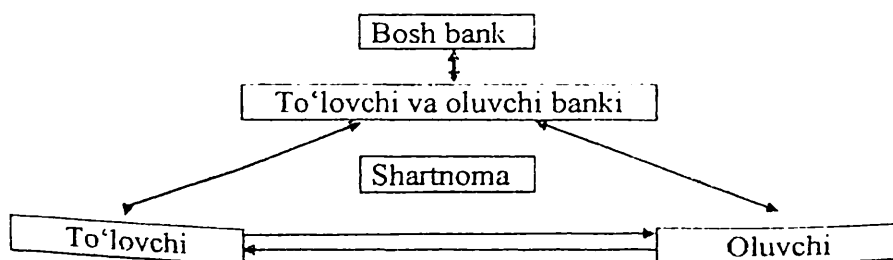 Bosh bank
To‘lovchi va oluvchi banki
Shartnoma
To‘lovchi
Oluvchi